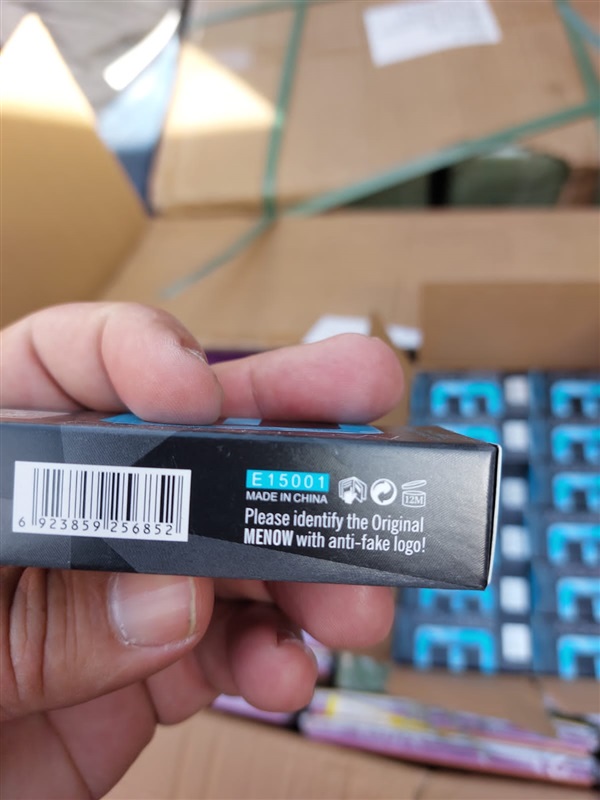 6 923859 256852
E15001
MADE IN CHINA
12M
Please identify the Original
MENOW with anti-fake logo!